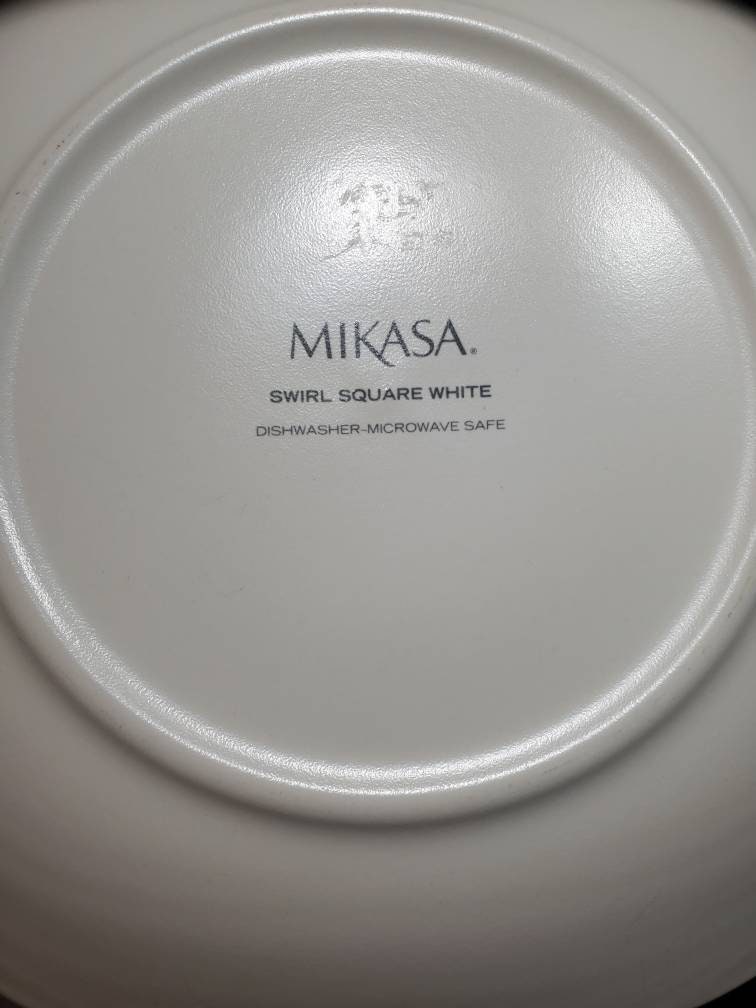 MIKASA®
SWIRL SQUARE WHITE
DISHWASHER-MICROWAVE SAFE